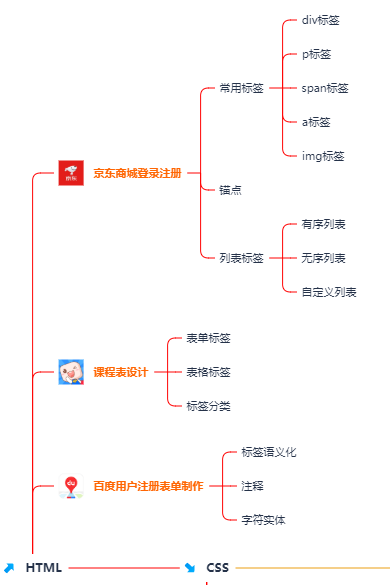 div标签
p标签
常用标签
span标签
a标签
img标签
京东
京东商城登录注册
锚点
有序列表
列表标签
无序列表
自定义列表
表单标签
课程表设计
表格标签
标签分类
标签语义化
du
百度用户注册表单制作
注释
字符实体
HTML
CSS